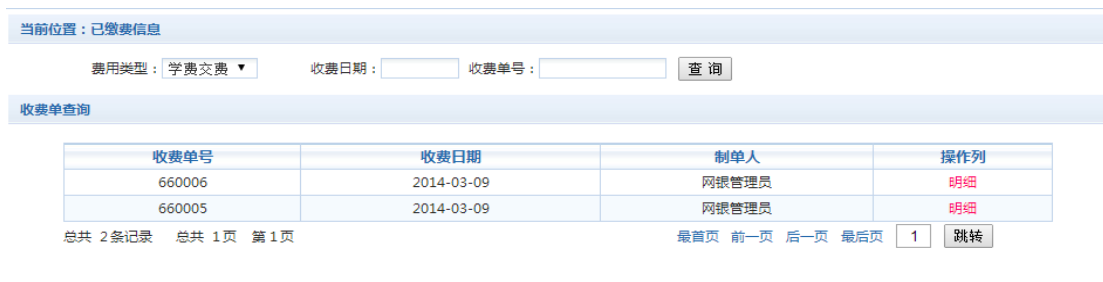 当前位置：已缴费信息
费用类型： 学费交费 ▼ 收费日期： 收费单号： 查 询
收费单查询
收费单号 收费日期 制单人 操作列
660006 2014-03-09 网银管理员 明细
660005 2014-03-09 网银管理员 明细
总共 2条记录 总共 1页 第1页 最首页 前一页 后一页 最后页 1 跳转